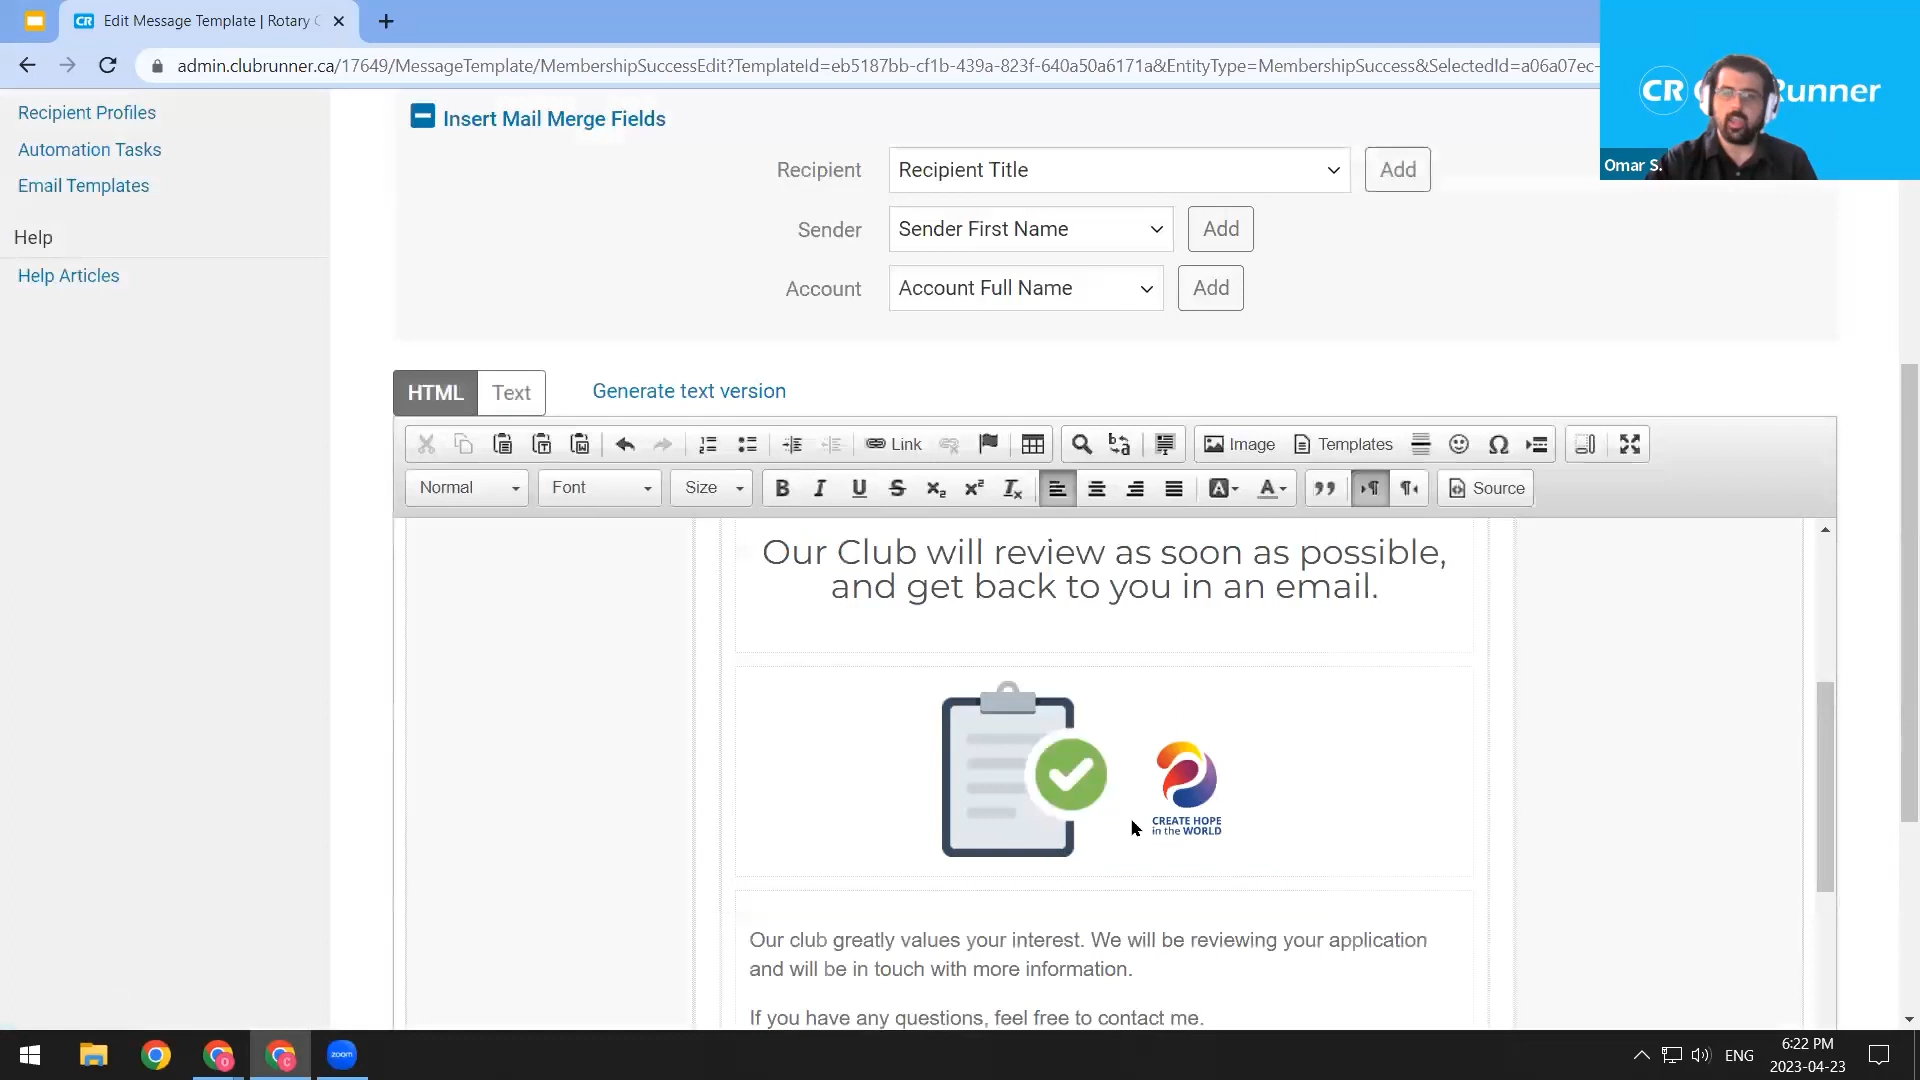 CR Edit Message Template | Rotary C
admin.clubrunner.ca/17649/MessageTemplate/MembershipSuccessEdit?TemplateId=eb5187bb-cf1b-439a-823f-640a50a6171a&EntityType=MembershipSuccess&SelectedId=a06a07ec-
CR C unner
Omar S.
Recipient Profiles
Automation Tasks
Email Templates
Help
Help Articles
Insert Mail Merge Fields
Recipient Recipient Title Add
Sender Sender First Name Add
Account Account Full Name Add
HTML Text Generate text version
Link Image Templates
Normal Font Size B I U S Source
Our Club will review as soon as possible,
and get back to you in an email.
CREATE HOPE
in the WORLD
Our club greatly values your interest. We will be reviewing your application
and will be in touch with more information.
If you have any questions, feel free to contact me.
zoom
ENG
6:22 PM
2023-04-23